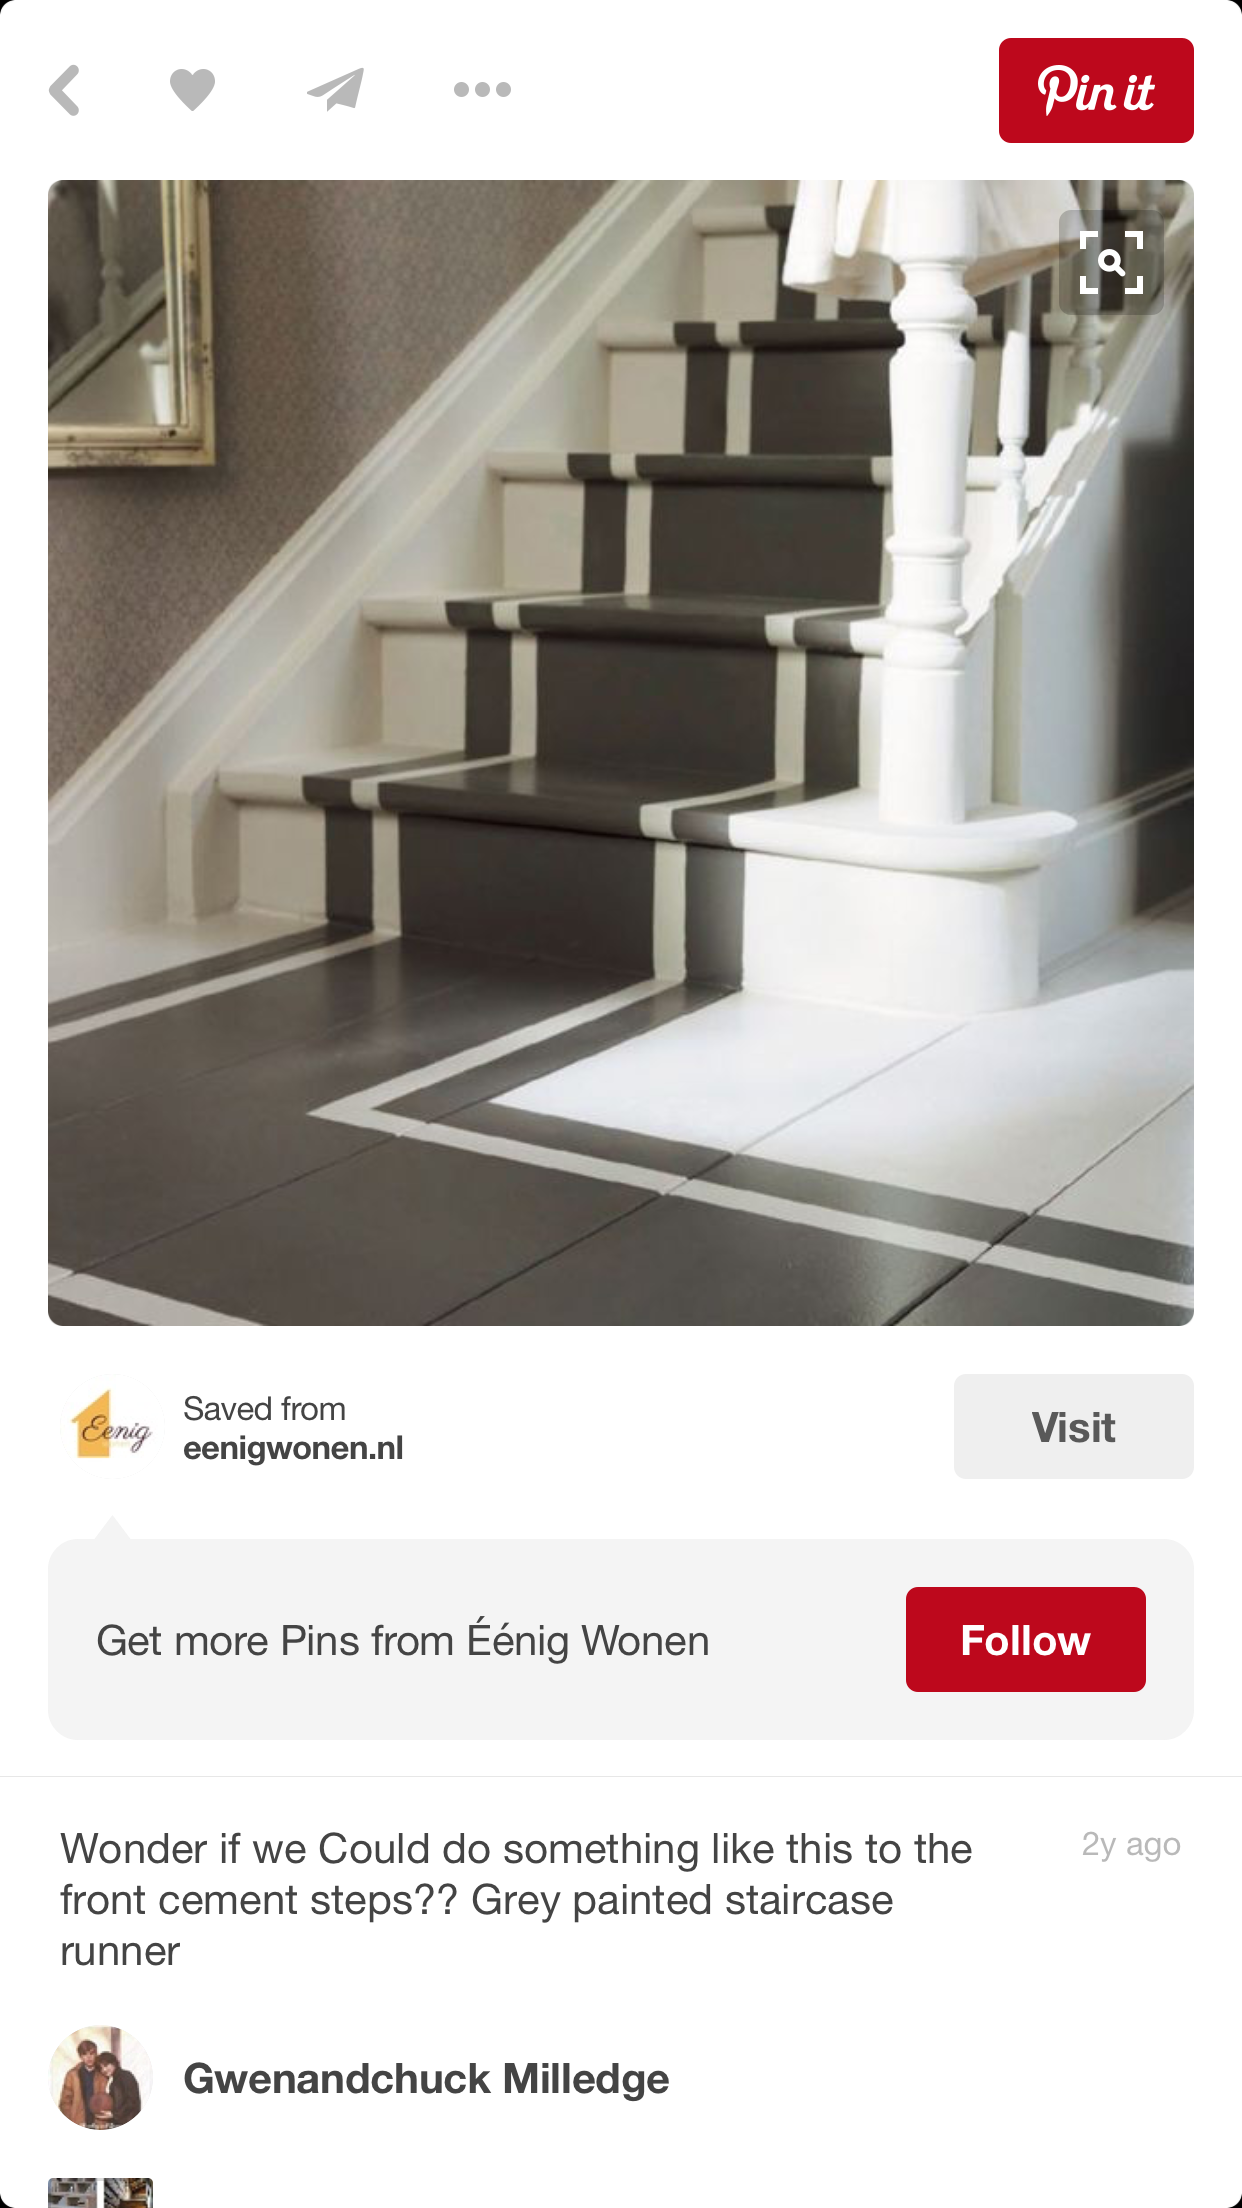 Pin it
Saved from
Eenig
eenigwonen.nl
Visit
Get more Pins from Éénig Wonen
Follow
Wonder if we Could do something like this to the
2y ago
front cement steps?? Grey painted staircase
runner
Gwenandchuck Milledge